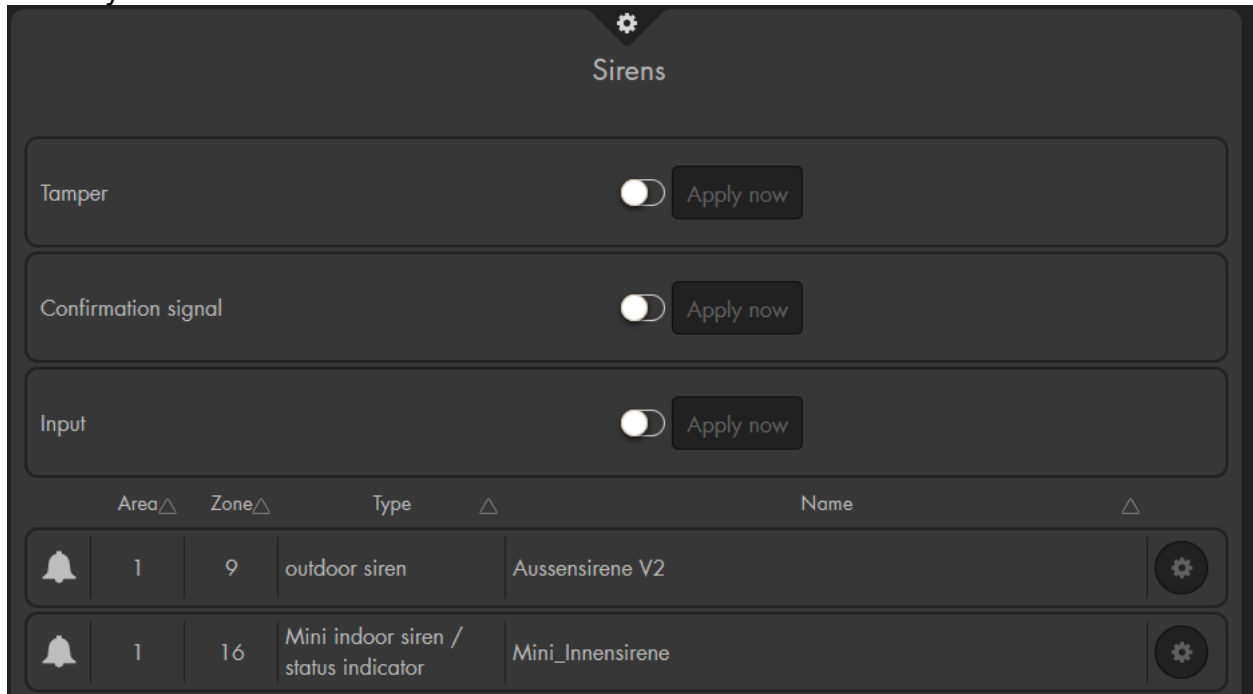 Sirens
Tamper
Apply now
Confirmation signal
Apply now
Input
Apply now
Area Zone Type Name
1 9 outdoor siren Aussensirene V2
1 16 Mini indoor siren / status indicator Mini_Innensirene